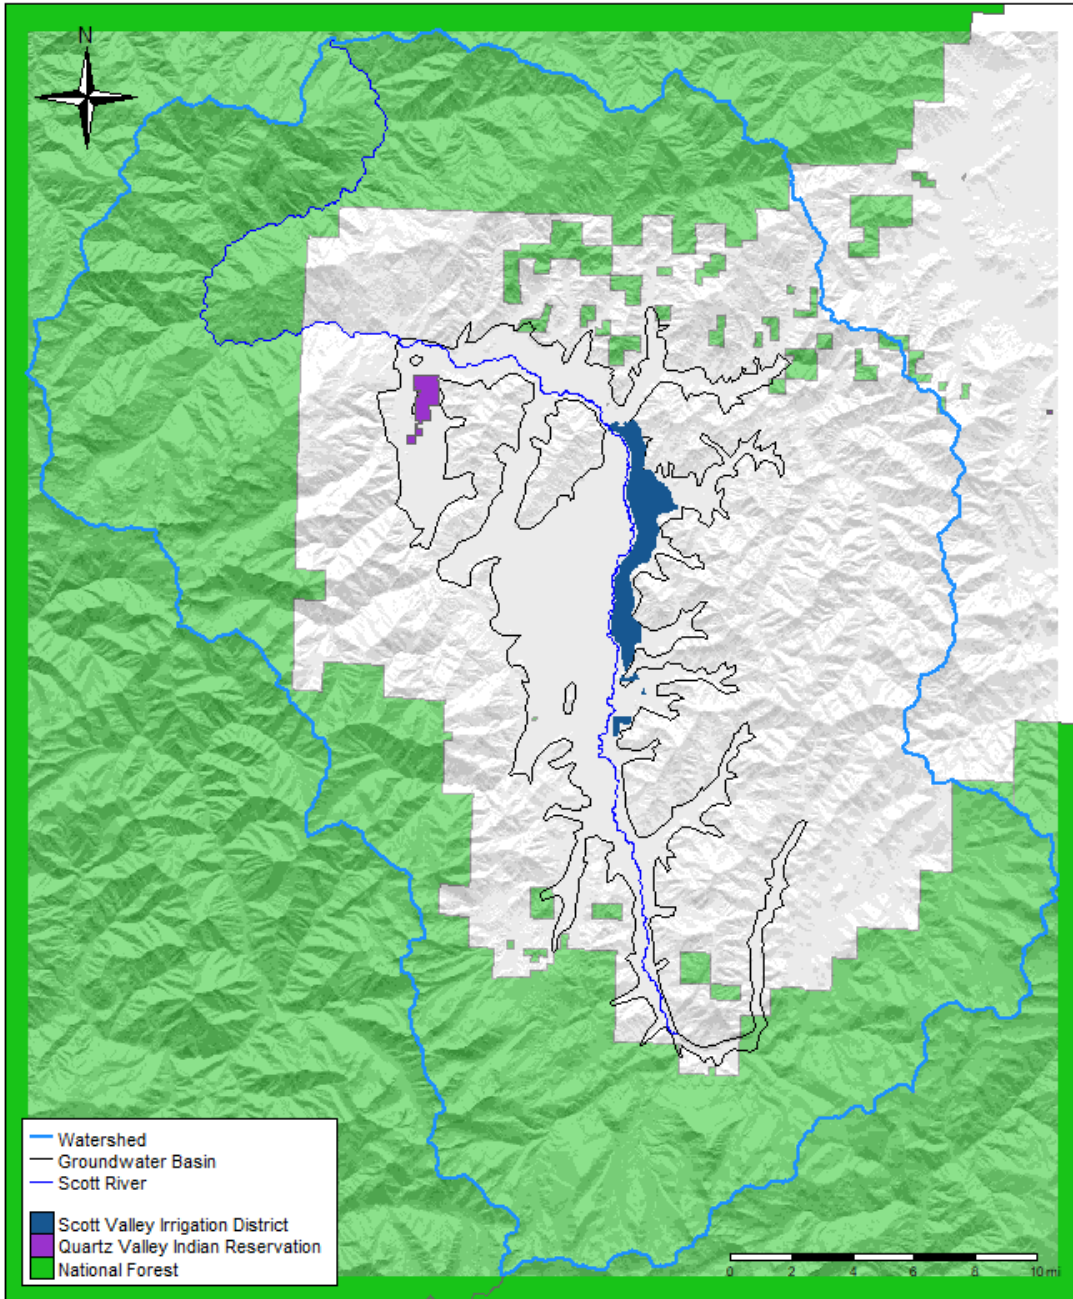 N
Watershed
Groundwater Basin
Scott River
Scott Valley Irrigation District
Quartz Valley Indian Reservation
National Forest
0 2 4 6 8 10 mi